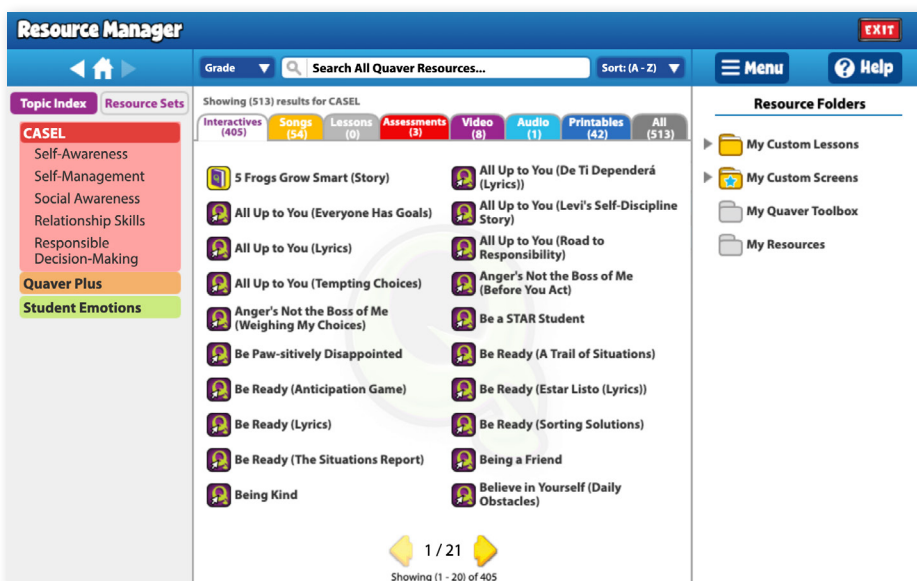 Resource Manager
EXIT
Grade
Search All Quaver Resources...
Sort: (A - Z)
Menu
Help
Topic Index
Resource Sets
CASEL
Self-Awareness
Self-Management
Social Awareness
Relationship Skills
Responsible
Decision-Making
Quaver Plus
Student Emotions
Showing (513) results for CASEL
Interactives
(405)
Songs
(54)
Lessons
(0)
Assessments
(3)
Video
(8)
Audio
(1)
Printables
(42)
All
(513)
5 Frogs Grow Smart (Story)
All Up to You (De Ti Dependerá
(Lyrics))
All Up to You (Everyone Has Goals)
All Up to You (Levi's Self-Discipline
Story)
All Up to You (Lyrics)
All Up to You (Road to
Responsibility)
All Up to You (Tempting Choices)
Anger's Not the Boss of Me
(Before You Act)
Anger's Not the Boss of Me
(Weighing My Choices)
Be a STAR Student
Be Paw-sitively Disappointed
Be Ready (A Trail of Situations)
Be Ready (Anticipation Game)
Be Ready (Estar Listo (Lyrics))
Be Ready (Lyrics)
Be Ready (Sorting Solutions)
Be Ready (The Situations Report)
Being a Friend
Being Kind
Believe in Yourself (Daily
Obstacles)
1 / 21
Showing (1 - 20) of 405
Resource Folders
My Custom Lessons
My Custom Screens
My Quaver Toolbox
My Resources